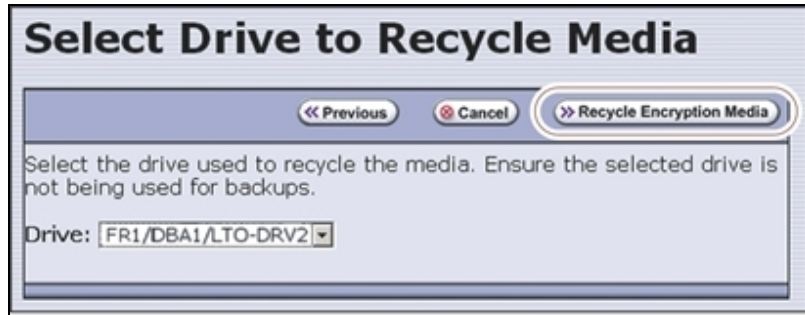 Select Drive to Recycle Media
Previous Cancel Recycle Encryption Media
Select the drive used to recycle the media. Ensure the selected drive is
not being used for backups.
Drive: FR1/DBA1/LTO-DRV2